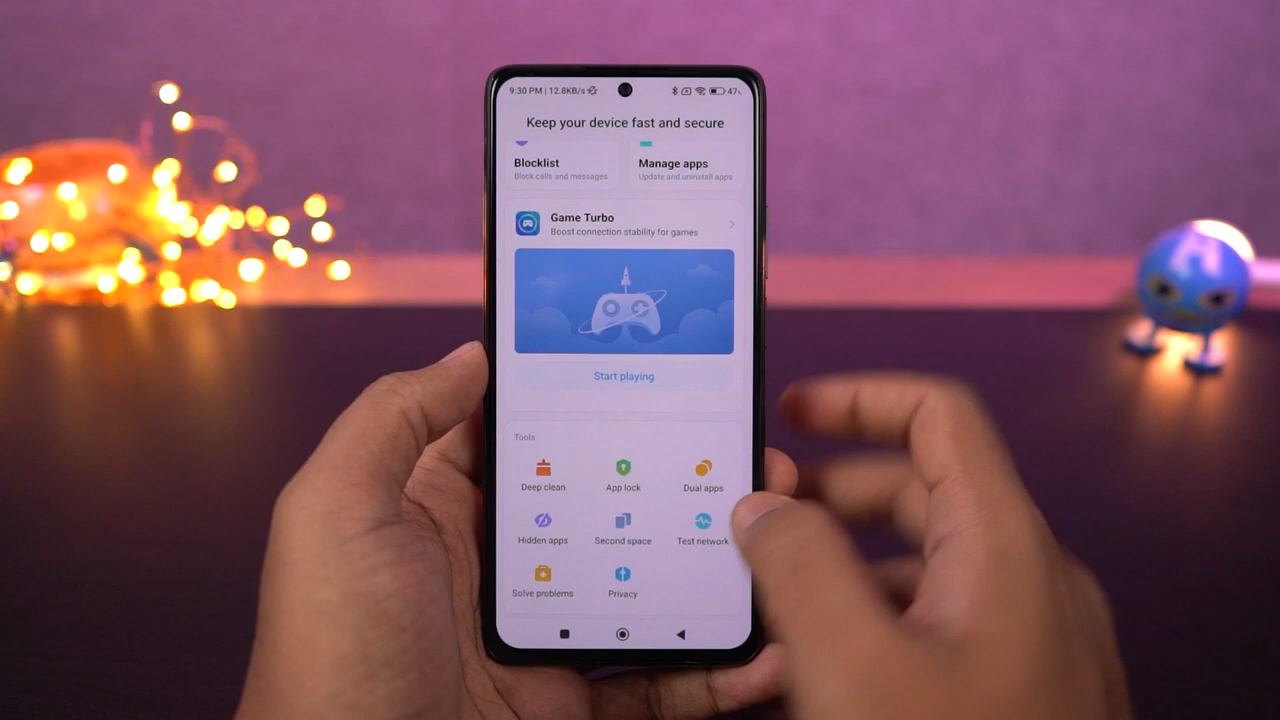 9:30 PM | 12.8KB/s
47%
Keep your device fast and secure
Blocklist
Block calls and messages
Manage apps
Update and uninstall apps
Game Turbo
Boost connection stability for games
Start playing
Tools
Deep clean
App lock
Dual apps
Hidden apps
Second space
Test network
Solve problems
Privacy